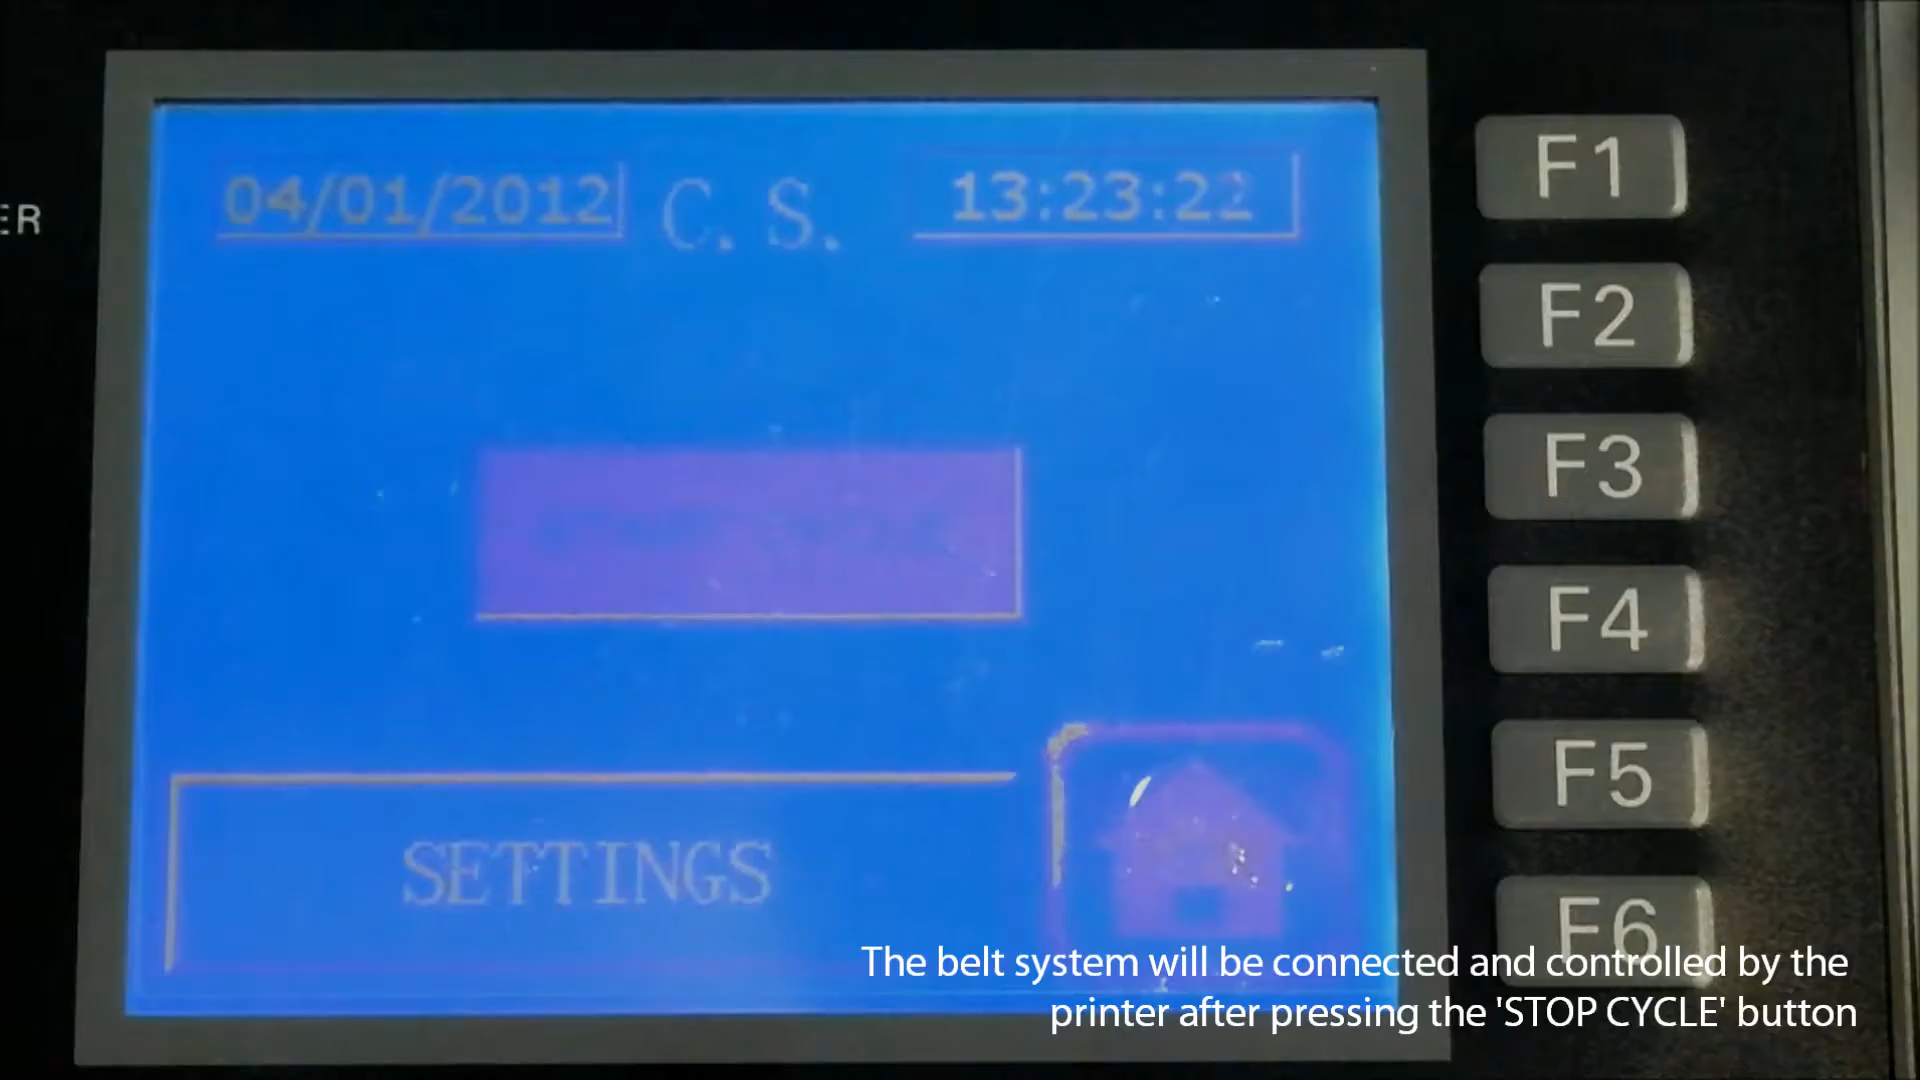 ER
04/01/2012 C. S. 13:23:22
SETTINGS
F1
F2
F3
F4
F5
F6
The belt system will be connected and controlled by the
printer after pressing the 'STOP CYCLE' button